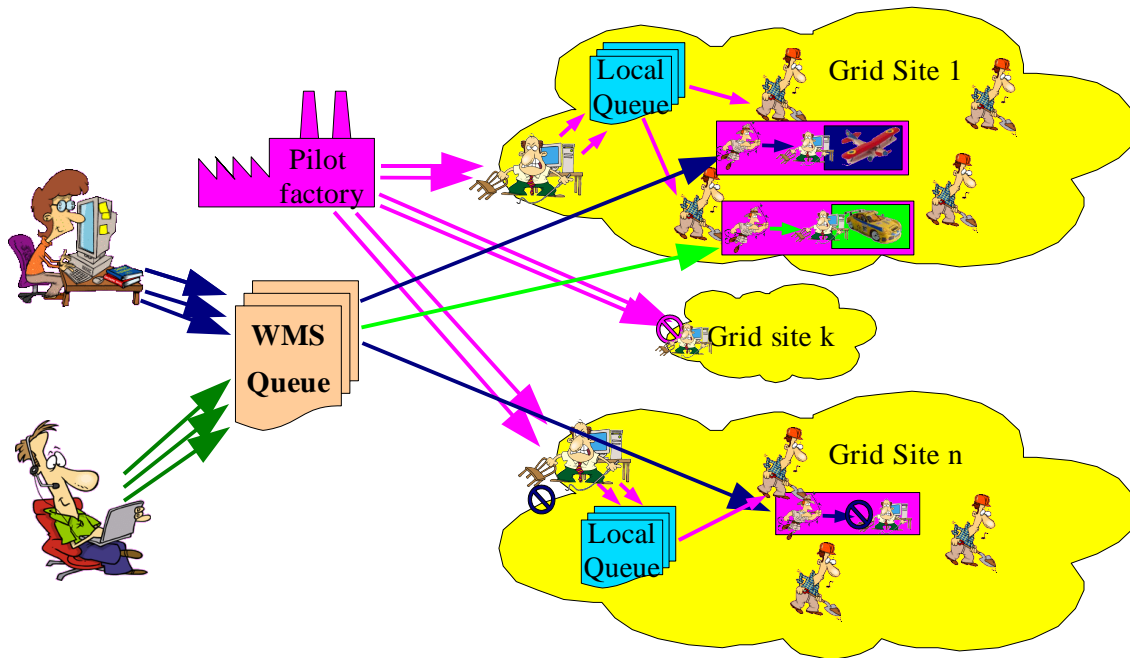 Local
Queue
Grid Site 1
Pilot
factory
WMS
Queue
Grid site k
Grid Site n
Local
Queue